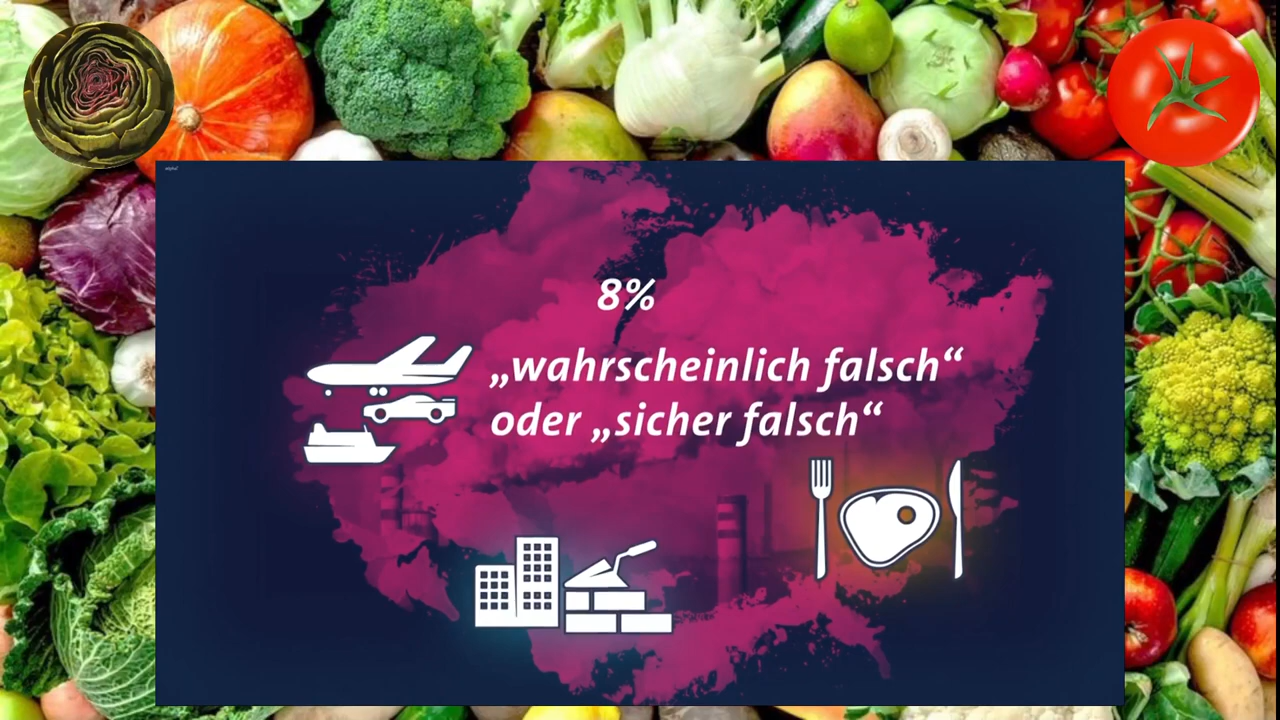 8%
„wahrscheinlich falsch“
oder „sicher falsch“